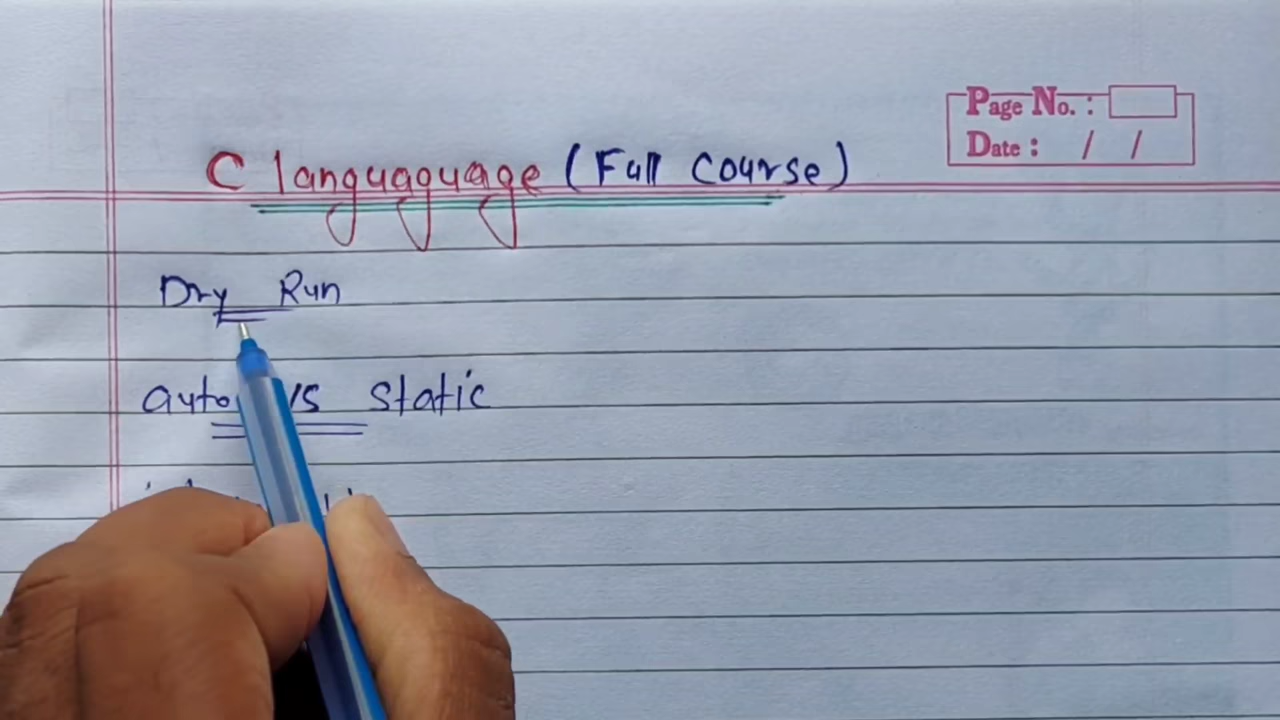 Page No. :
Date : / /
C languaguage (Full Course)
Dry Run
auto vs static